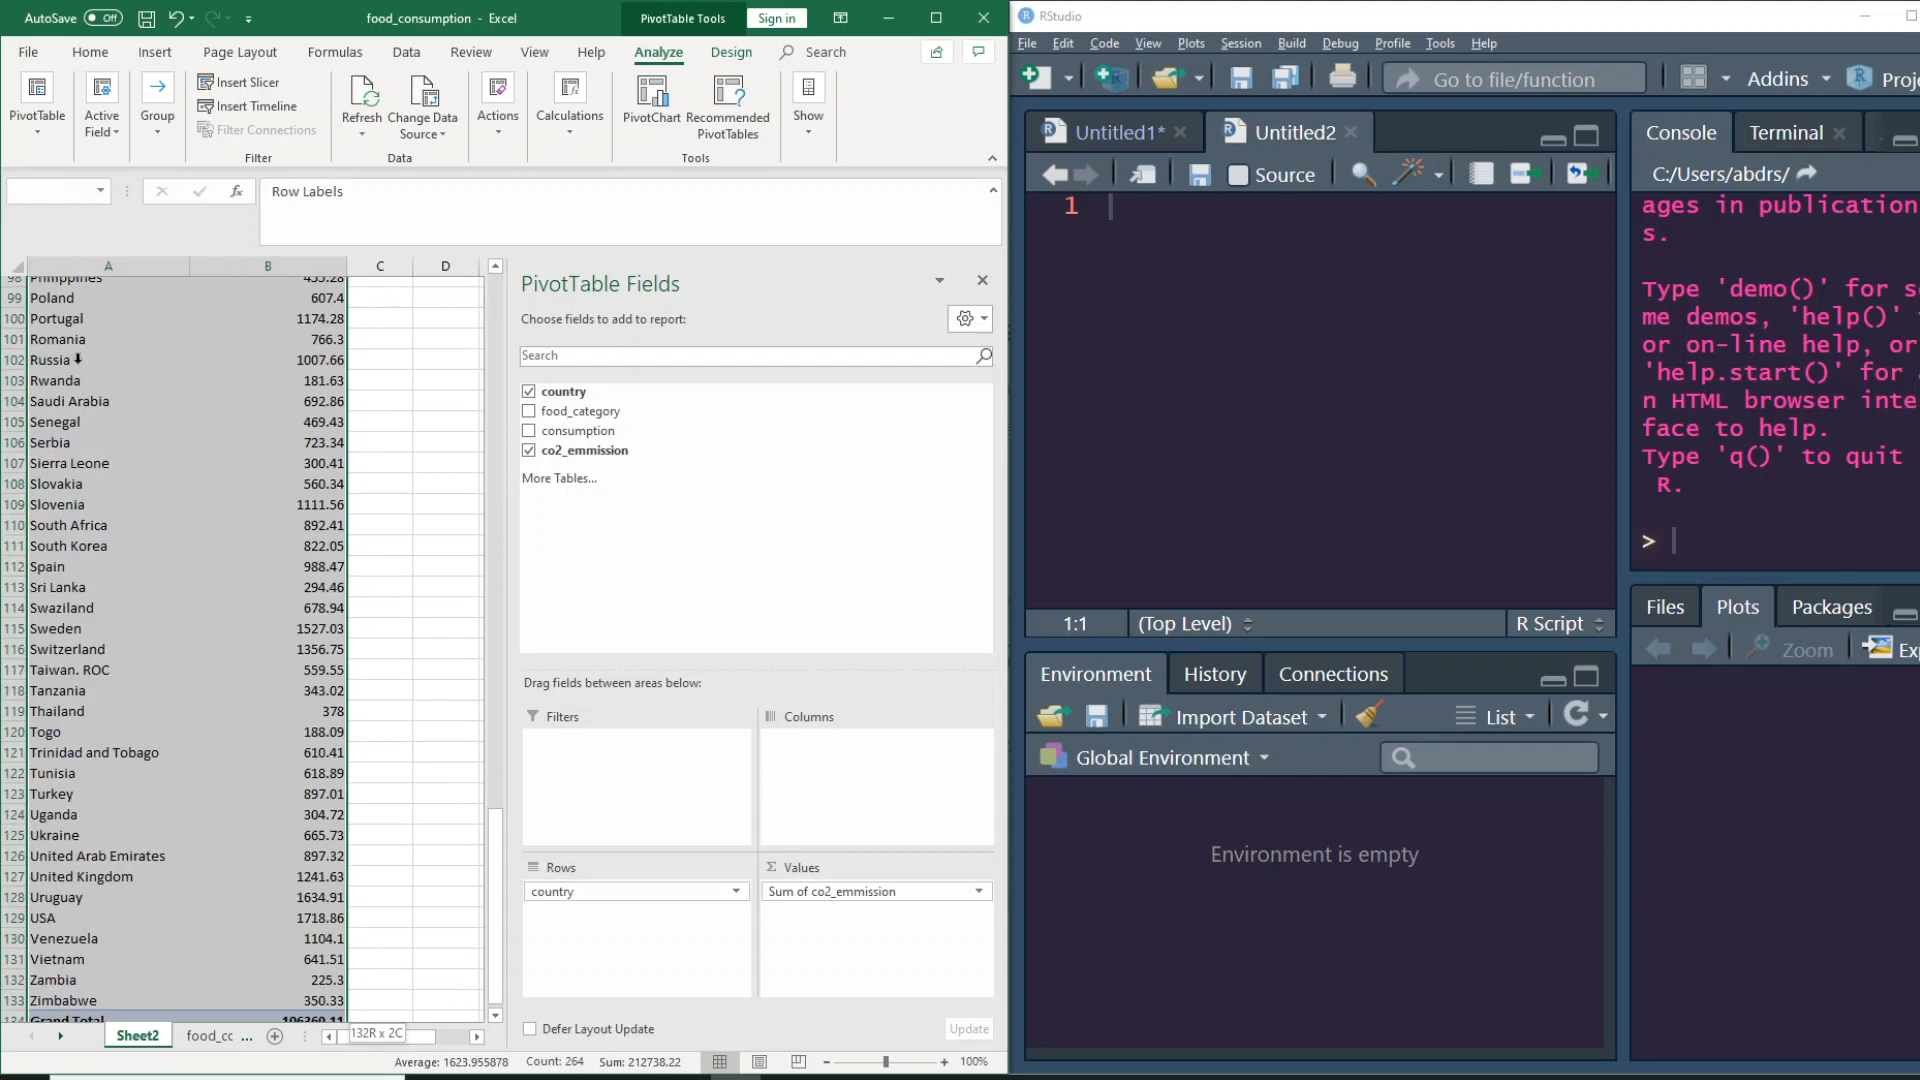 AutoSave Off
food_consumption - Excel
PivotTable Tools
Sign in
File Home Insert Page Layout Formulas Data Review View Help Analyze Design Search
PivotTable
Active Field
Group
Insert Slicer
Insert Timeline
Filter Connections
Filter
Refresh
Change Data Source
Data
Actions
Calculations
PivotChart
Recommended PivotTables
Tools
Show
fx
Row Labels
A B C D
98 Philippines 455.28
99 Poland 607.4
100 Portugal 1174.28
101 Romania 766.3
102 Russia 1007.66
103 Rwanda 181.63
104 Saudi Arabia 692.86
105 Senegal 469.43
106 Serbia 723.34
107 Sierra Leone 300.41
108 Slovakia 560.34
109 Slovenia 1111.56
110 South Africa 892.41
111 South Korea 822.05
112 Spain 988.47
113 Sri Lanka 294.46
114 Swaziland 678.94
115 Sweden 1527.03
116 Switzerland 1356.75
117 Taiwan. ROC 559.55
118 Tanzania 343.02
119 Thailand 378
120 Togo 188.09
121 Trinidad and Tobago 610.41
122 Tunisia 618.89
123 Turkey 897.01
124 Uganda 304.72
125 Ukraine 665.73
126 United Arab Emirates 897.32
127 United Kingdom 1241.63
128 Uruguay 1634.91
129 USA 1718.86
130 Venezuela 1104.1
131 Vietnam 641.51
132 Zambia 225.3
133 Zimbabwe 350.33
134 Grand Total 106369.11
Sheet2 food_cc ...
132R x 2C
Average: 1623.955878 Count: 264 Sum: 212738.22 100%
PivotTable Fields
Choose fields to add to report:
Search
country
food_category
consumption
co2_emmission
More Tables...
Drag fields between areas below:
Filters
Columns
Rows
country
Values
Sum of co2_emmission
Defer Layout Update
Update
RStudio
File Edit Code View Plots Session Build Debug Profile Tools Help
Go to file/function
Addins
Proje
Untitled1*
Untitled2
Source
1
1:1 (Top Level) R Script
Console Terminal
C:/Users/abdrs/
ages in publication
s.
Type 'demo()' for so
me demos, 'help()' f
or on-line help, or
'help.start()' for a
n HTML browser inter
face to help.
Type 'q()' to quit
R.
>
Environment History Connections
Import Dataset
List
Global Environment
Environment is empty
Files Plots Packages
Zoom
Exp